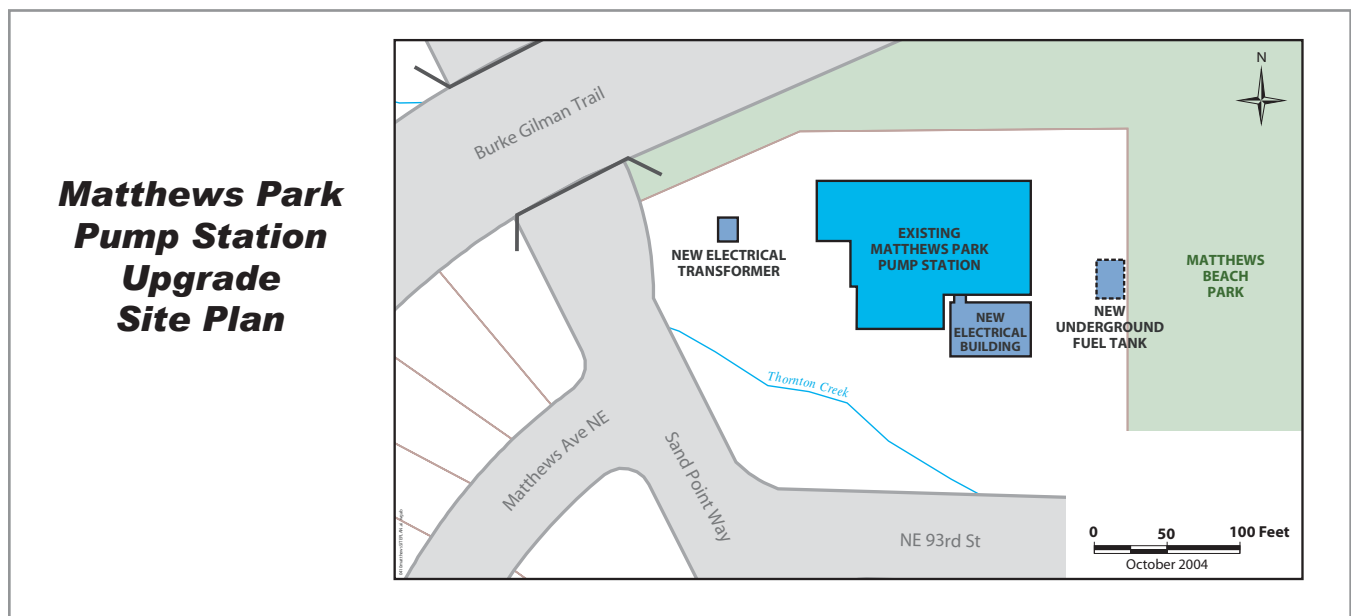 Matthews Park
Pump Station
Upgrade
Site Plan
Burke Gilman Trail
N
NEW ELECTRICAL
TRANSFORMER
EXISTING
MATTHEWS PARK
PUMP STATION
NEW
ELECTRICAL
BUILDING
NEW
UNDERGROUND
FUEL TANK
MATTHEWS
BEACH
PARK
Thornton Creek
Matthews Ave NE
Sand Point Way
NE 93rd St
0 50 100 Feet
October 2004